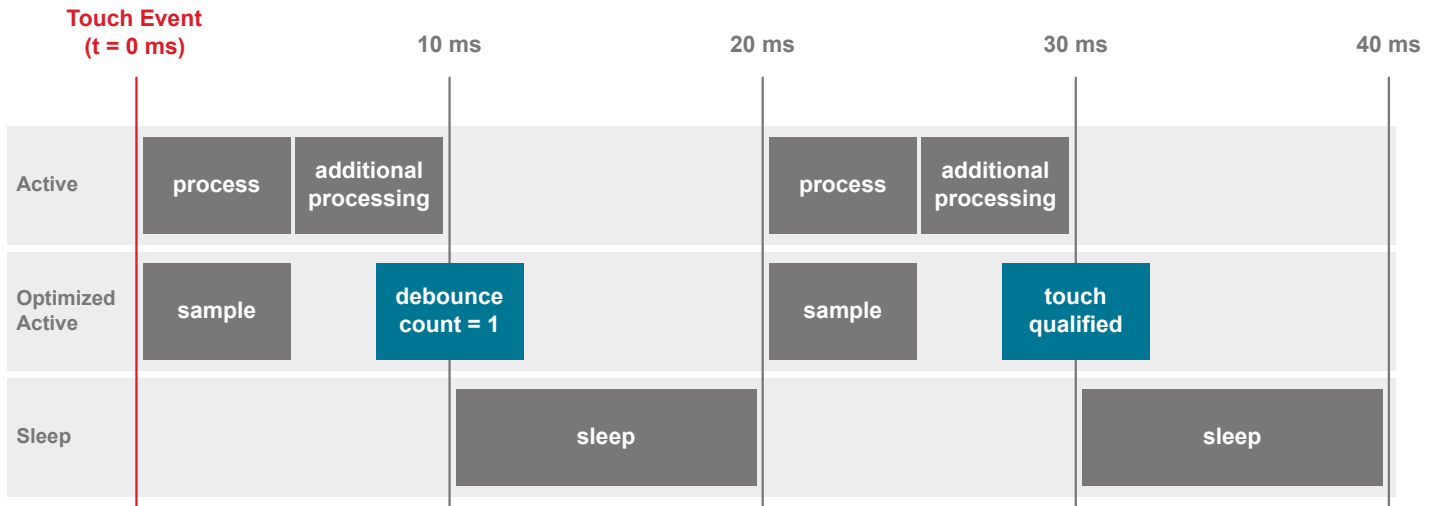 Touch Event
(t = 0 ms)
10 ms
20 ms
30 ms
40 ms
Active
process
additional
processing
process
additional
processing
Optimized
Active
sample
debounce
count = 1
sample
touch
qualified
Sleep
sleep
sleep